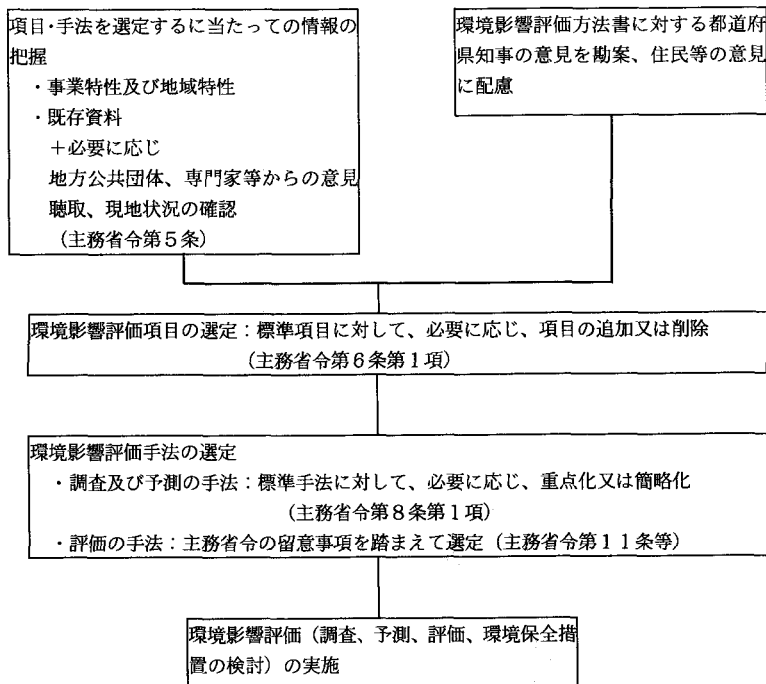 項目・手法を選定するに当たっての情報の
把握
・事業特性及び地域特性
・既存資料
＋必要に応じ
地方公共団体、専門家等からの意見
聴取、現地状況の確認
（主務省令第５条）
環境影響評価方法書に対する都道府
県知事の意見を勘案、住民等の意見
に配慮
環境影響評価項目の選定：標準項目に対して、必要に応じ、項目の追加又は削除
（主務省令第６条第１項）
環境影響評価手法の選定
・調査及び予測の手法：標準手法に対して、必要に応じ、重点化又は簡略化
（主務省令第８条第１項）
・評価の手法：主務省令の留意事項を踏まえて選定（主務省令第１１条等）
環境影響評価（調査、予測、評価、環境保全措
置の検討）の実施